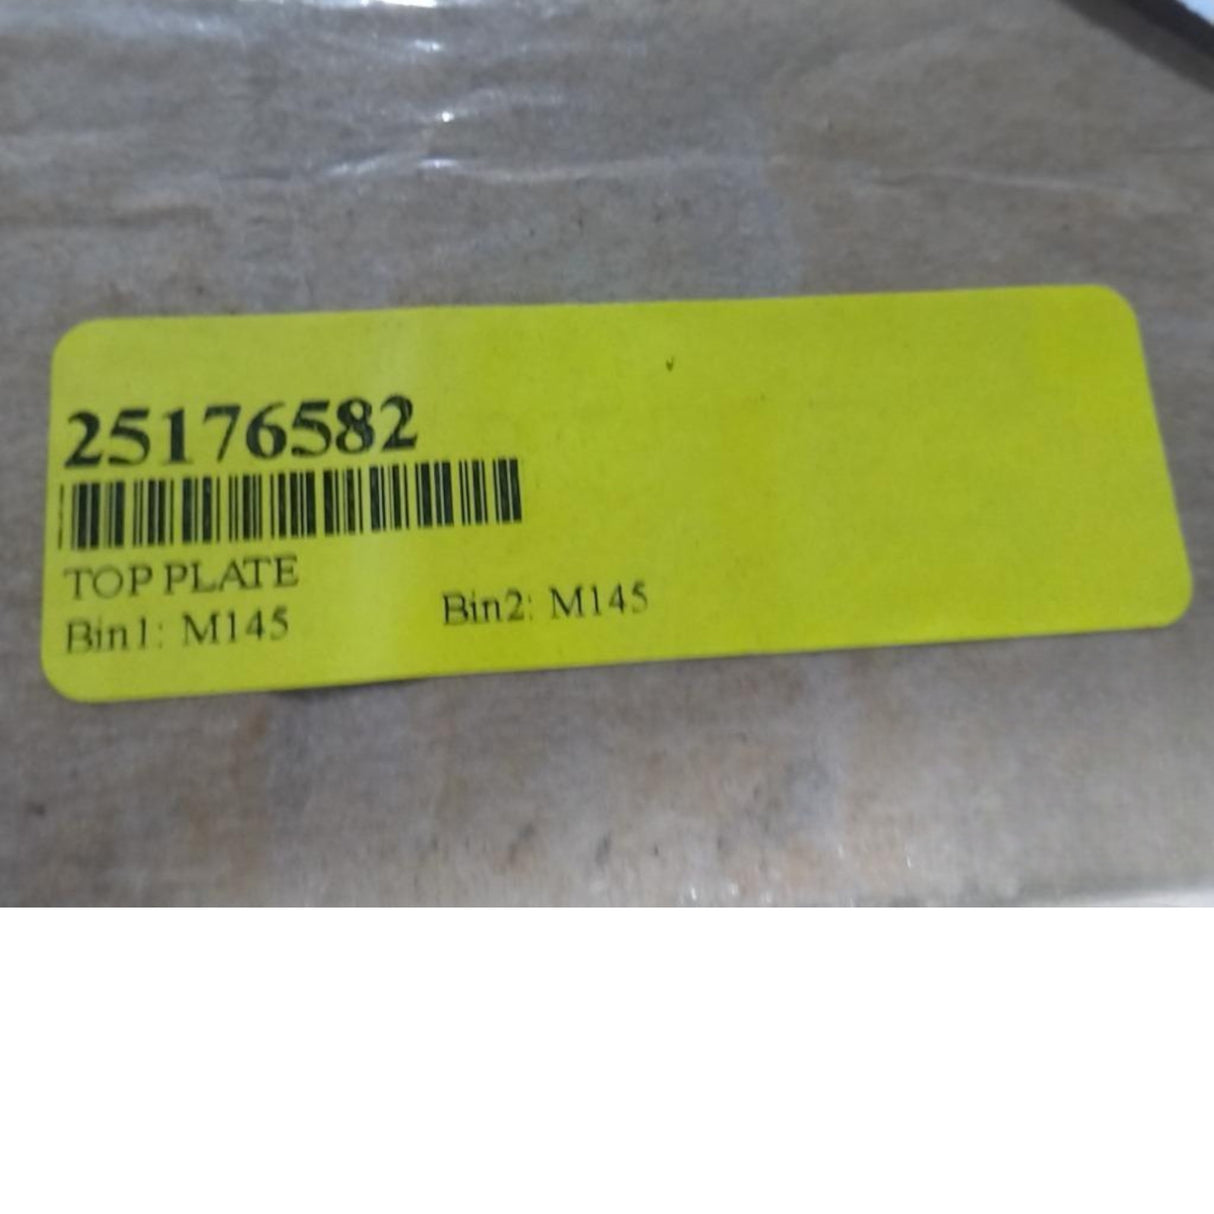 25176582
TOP PLATE
Bin1: M145 Bin2: M145